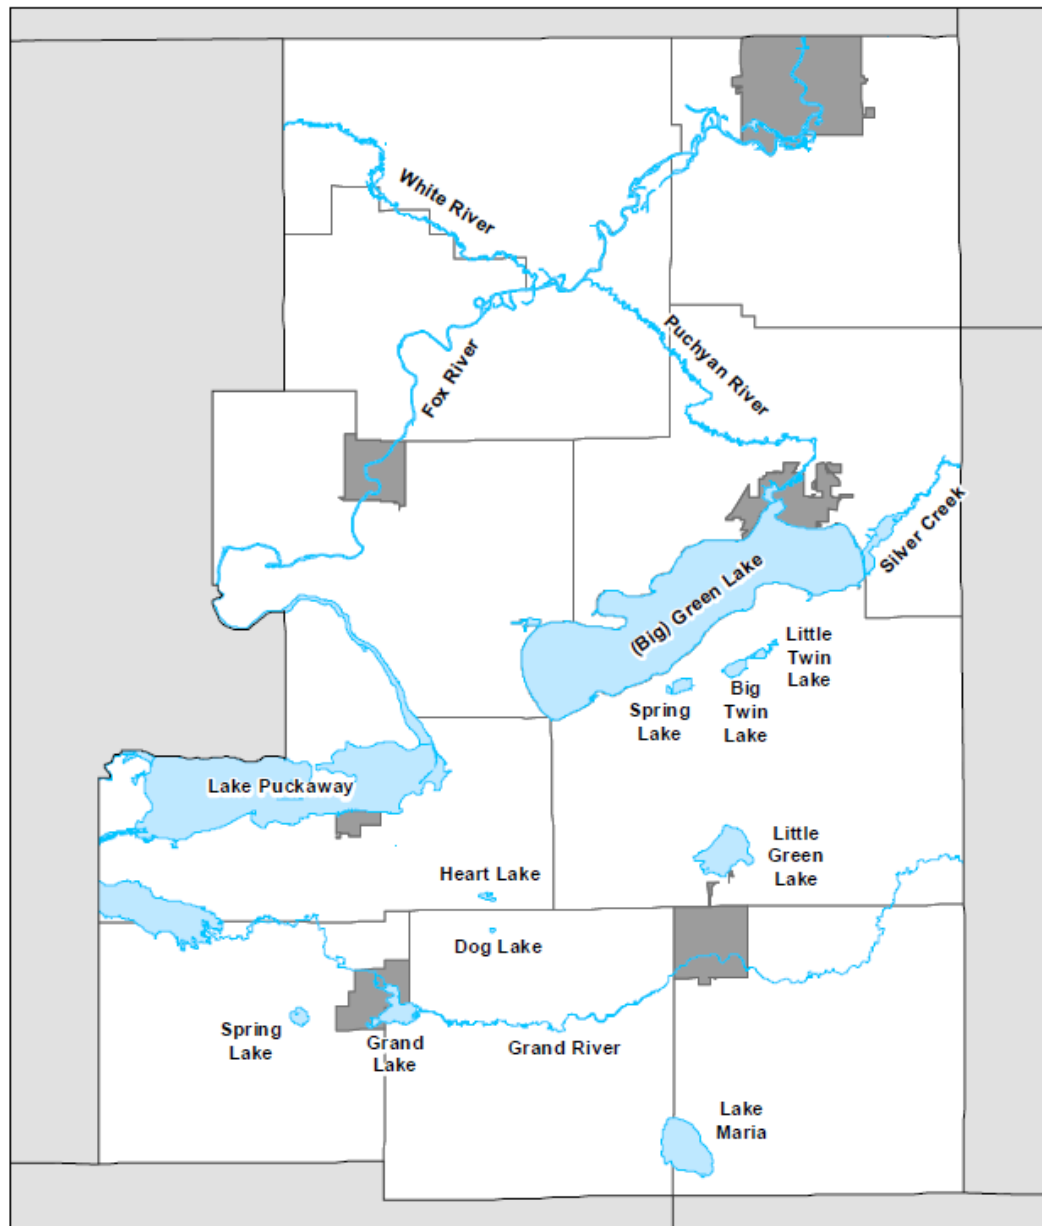 White River
Puchyan River
Fox River
Silver Creek
(Big) Green Lake
Little
Twin
Lake
Big
Twin
Lake
Spring
Lake
Lake Puckaway
Little
Green
Lake
Heart Lake
Dog Lake
Spring
Lake
Grand
Lake
Grand River
Lake
Maria